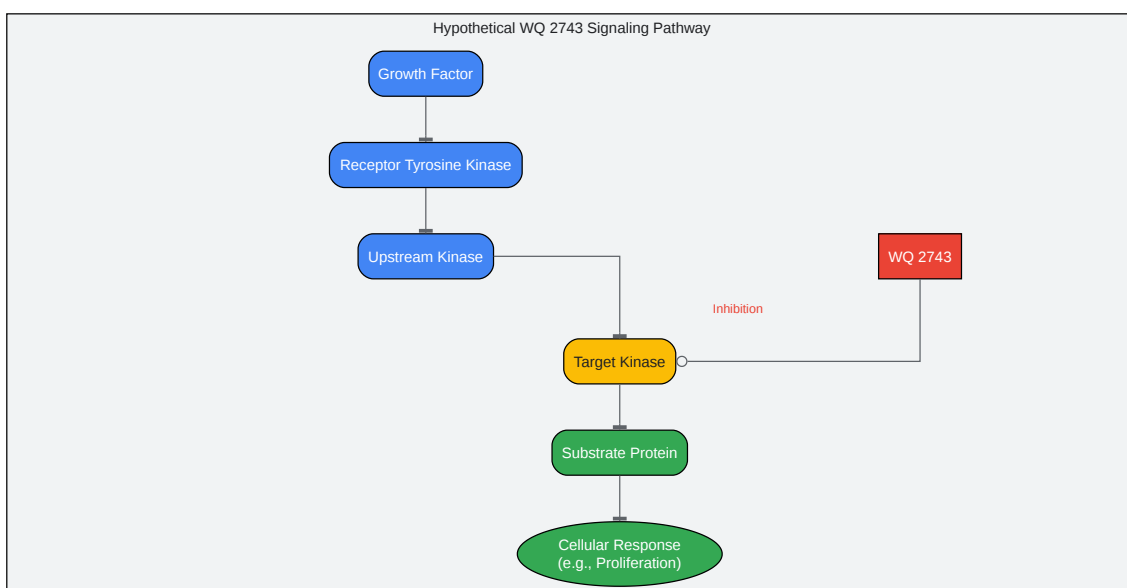 Hypothetical WQ 2743 Signaling Pathway
Growth Factor
Receptor Tyrosine Kinase
Upstream Kinase
WQ 2743
Inhibition
Target Kinase
Substrate Protein
Cellular Response
(e.g., Proliferation)